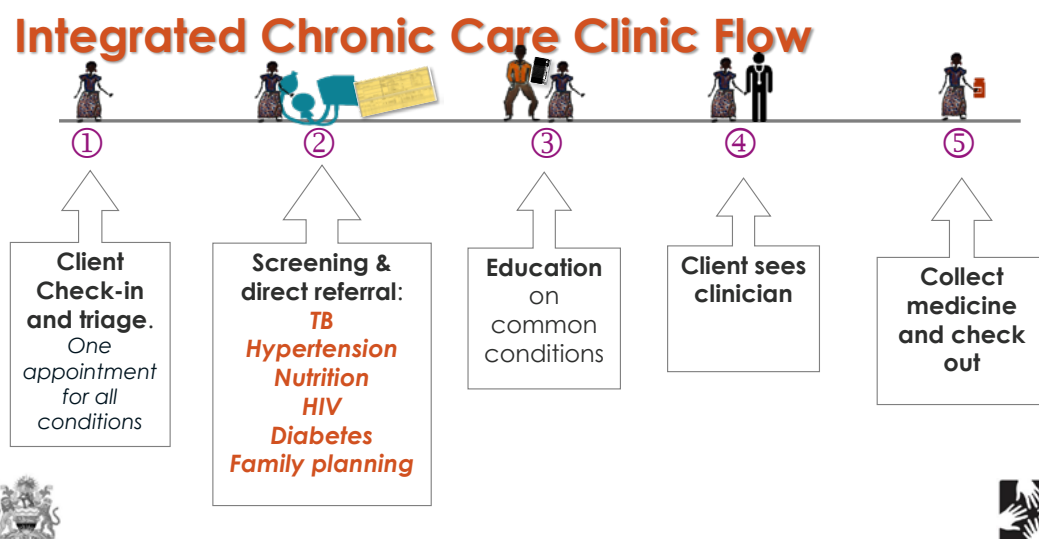 Integrated Chronic Care Clinic Flow
① ② ③ ④ ⑤
Client
Check-in
and triage.
One
appointment
for all
conditions
Screening &
direct referral:
TB
Hypertension
Nutrition
HIV
Diabetes
Family planning
Education
on
common
conditions
Client sees
clinician
Collect
medicine
and check
out